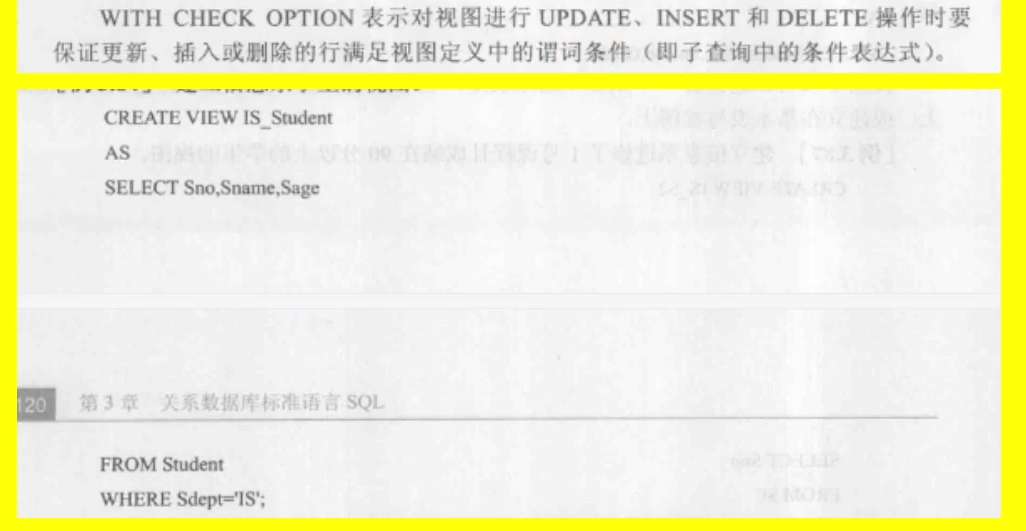 WITH CHECK OPTION 表示对视图进行 UPDATE、INSERT 和 DELETE 操作时要
保证更新、插入或删除的行满足视图定义中的谓词条件（即子查询中的条件表达式）。
CREATE VIEW IS_Student
AS
SELECT Sno,Sname,Sage
120 第 3 章 关系数据库标准语言 SQL
FROM Student
WHERE Sdept='IS';